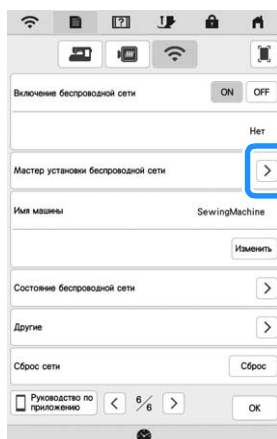 Включение беспроводной сети ON OFF
Нет
Мастер установки беспроводной сети >
Имя машины SewingMachine
Изменить
Состояние беспроводной сети >
Другие >
Сброс сети Сброс
Руководство по
приложению < 6/6 > OK